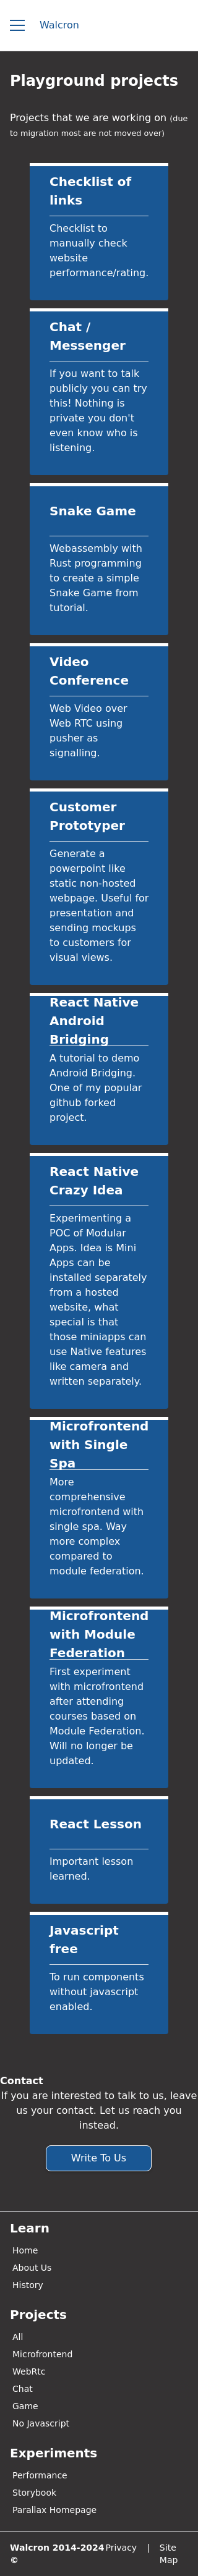 Walcron
Playground projects
Projects that we are working on (due
to migration most are not moved over)
Checklist of
links
Checklist to
manually check
website
performance/rating.
Chat /
Messenger
If you want to talk
publicly you can try
this! Nothing is
private you don't
even know who is
listening.
Snake Game
Webassembly with
Rust programming
to create a simple
Snake Game from
tutorial.
Video
Conference
Web Video over
Web RTC using
pusher as
signalling.
Customer
Prototyper
Generate a
powerpoint like
static non-hosted
webpage. Useful for
presentation and
sending mockups
to customers for
visual views.
React Native
Android
Bridging
A tutorial to demo
Android Bridging.
One of my popular
github forked
project.
React Native
Crazy Idea
Experimenting a
POC of Modular
Apps. Idea is Mini
Apps can be
installed separately
from a hosted
website, what
special is that
those miniapps can
use Native features
like camera and
written separately.
Microfrontend
with Single
Spa
More
comprehensive
microfrontend with
single spa. Way
more complex
compared to
module federation.
Microfrontend
with Module
Federation
First experiment
with microfrontend
after attending
courses based on
Module Federation.
Will no longer be
updated.
React Lesson
Important lesson
learned.
Javascript
free
To run components
without javascript
enabled.
Contact
If you are interested to talk to us, leave
us your contact. Let us reach you
instead.
Write To Us
Learn
Home
About Us
History
Projects
All
Microfrontend
WebRtc
Chat
Game
No Javascript
Experiments
Performance
Storybook
Parallax Homepage
Walcron 2014-2024 Privacy | Site
© Map